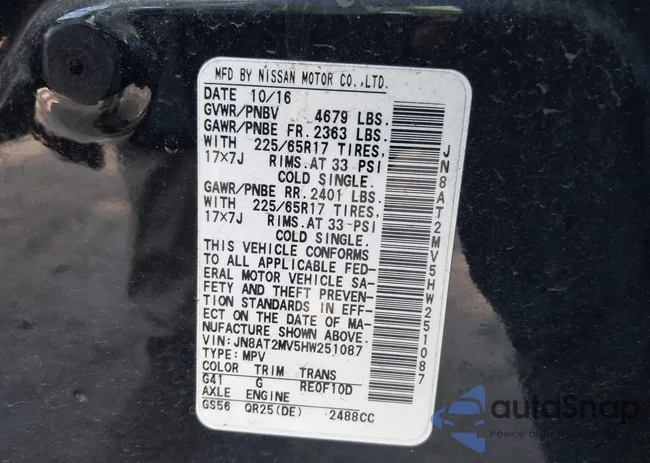 MFD BY NISSAN MOTOR CO.,LTD.
DATE 10/16
GVWR/PNBV 4679 LBS.
GAWR/PNBE FR. 2363 LBS.
WITH 225/65R17 TIRES,
17X7J RIMS.AT 33 PSI
COLD SINGLE.
GAWR/PNBE RR. 2401 LBS.
WITH 225/65R17 TIRES,
17X7J RIMS.AT 33 PSI
COLD SINGLE.
THIS VEHICLE CONFORMS
TO ALL APPLICABLE FED-
ERAL MOTOR VEHICLE SA-
FETY AND THEFT PREVEN-
TION STANDARDS IN EFF-
ECT ON THE DATE OF MA-
NUFACTURE SHOWN ABOVE.
VIN:JN8AT2MV5HW251087
TYPE: MPV
COLOR TRIM TRANS
G41 G RE0F10D
AXLE ENGINE
GS56 QR25(DE) 2488CC
JN8AT2MV5HW251087
autoSnap